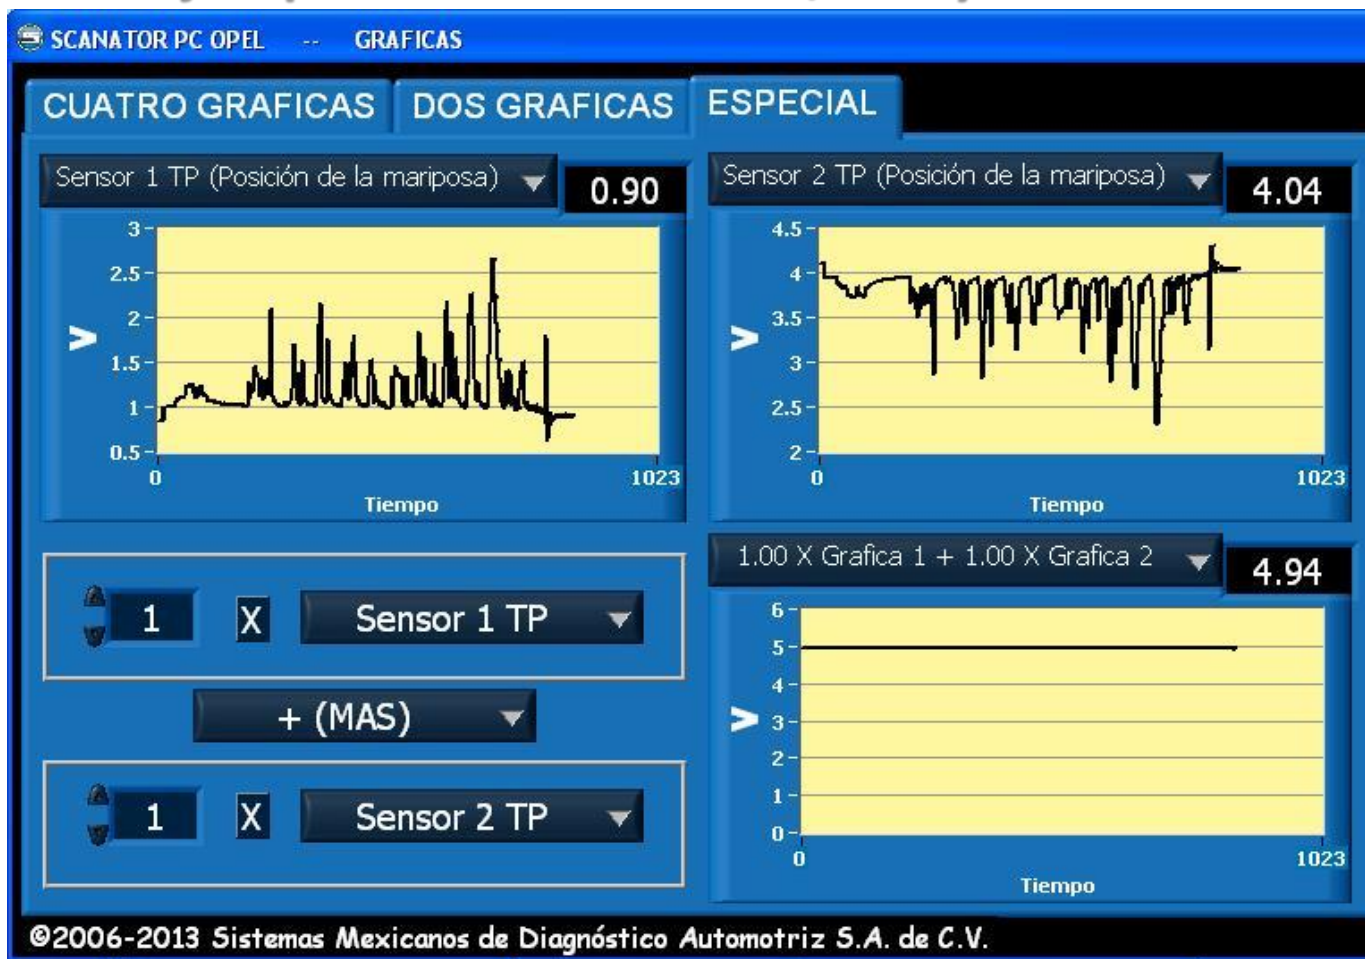 SCANATOR PC OPEL -- GRAFICAS
CUATRO GRAFICAS
DOS GRAFICAS
ESPECIAL
Sensor 1 TP (Posición de la mariposa)
0.90
V
3
2.5
2
1.5
1
0.5
0
1023
Tiempo
Sensor 2 TP (Posición de la mariposa)
4.04
V
4.5
4
3.5
3
2.5
2
0
1023
Tiempo
1
X
Sensor 1 TP
+ (MAS)
1
X
Sensor 2 TP
1.00 X Grafica 1 + 1.00 X Grafica 2
4.94
V
6
5
4
3
2
1
0
0
1023
Tiempo
©2006-2013 Sistemas Mexicanos de Diagnóstico Automotriz S.A. de C.V.